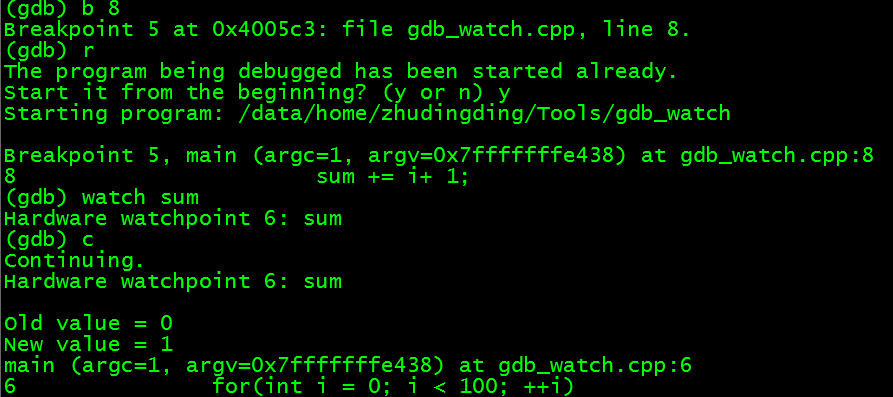 (gdb) b 8
Breakpoint 5 at 0x4005c3: file gdb_watch.cpp, line 8.
(gdb) r
The program being debugged has been started already.
Start it from the beginning? (y or n) y
Starting program: /data/home/zhudingding/Tools/gdb_watch
Breakpoint 5, main (argc=1, argv=0x7fffffffe438) at gdb_watch.cpp:8
8 sum += i+ 1;
(gdb) watch sum
Hardware watchpoint 6: sum
(gdb) c
Continuing.
Hardware watchpoint 6: sum
Old value = 0
New value = 1
main (argc=1, argv=0x7fffffffe438) at gdb_watch.cpp:6
6 for(int i = 0; i < 100; ++i)